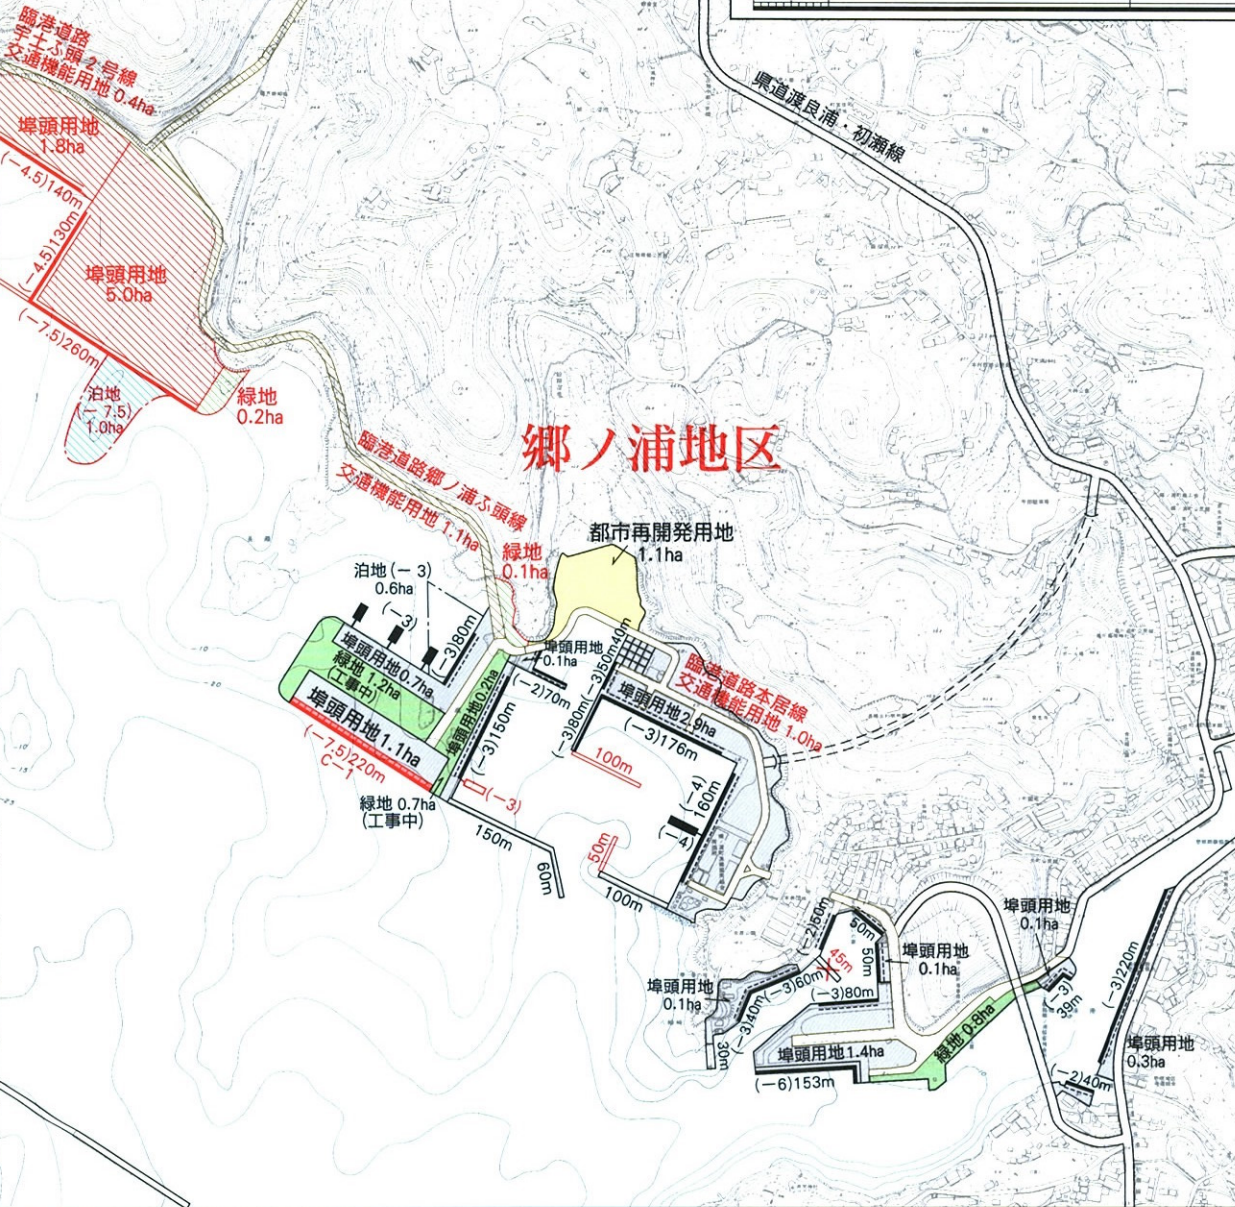 臨港道路
宇土ふ頭2号線
交通機能用地 0.4ha
県道渡良浦・初瀬線
埠頭用地
1.8ha
(−4.5)140m
(−4.5)130m
埠頭用地
5.0ha
(−7.5)260m
泊地
(−7.5)
1.0ha
緑地
0.2ha
郷ノ浦地区
臨港道路郷ノ浦ふ頭線
交通機能用地 1.1ha
都市再開発用地
1.1ha
緑地
0.1ha
泊地(−3)
0.6ha
(−3)
(−3)80m
埠頭用地0.7ha
緑地 1.2ha
(工事中)
埠頭用地1.1ha
(−7.5)220m
C−1
緑地 0.7ha
(工事中)
埠頭用地0.2ha
(−3)150m
(−3)
埠頭用地
0.1ha
(−2)70m
(−3)80m(−3)50m40m
埠頭用地2.9ha
(−3)176m
臨港道路本居線
交通機能用地 1.0ha
100m
(−4)
160m
(−4)
150m
60m
50m
100m
(−2)50m
50m
50m
45m
(−3)80m
埠頭用地
0.1ha
埠頭用地
0.1ha
(−3)60m
(−3)40m
30m
埠頭用地1.4ha
(−6)153m
緑地 0.8ha
埠頭用地
0.1ha
(−3)
39m
(−3)220m
埠頭用地
0.3ha
(−2)40m